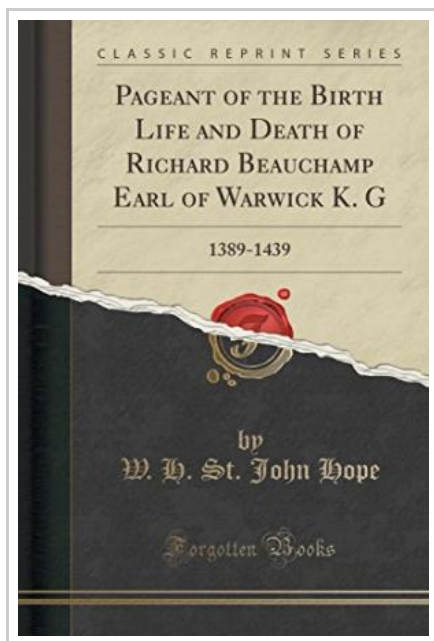 CLASSIC REPRINT SERIES
PAGEANT OF THE BIRTH
LIFE AND DEATH OF
RICHARD BEAUCHAMP
EARL OF WARWICK K. G
1389-1439
F
by
W. H. St. John Hope
Forgotten Books